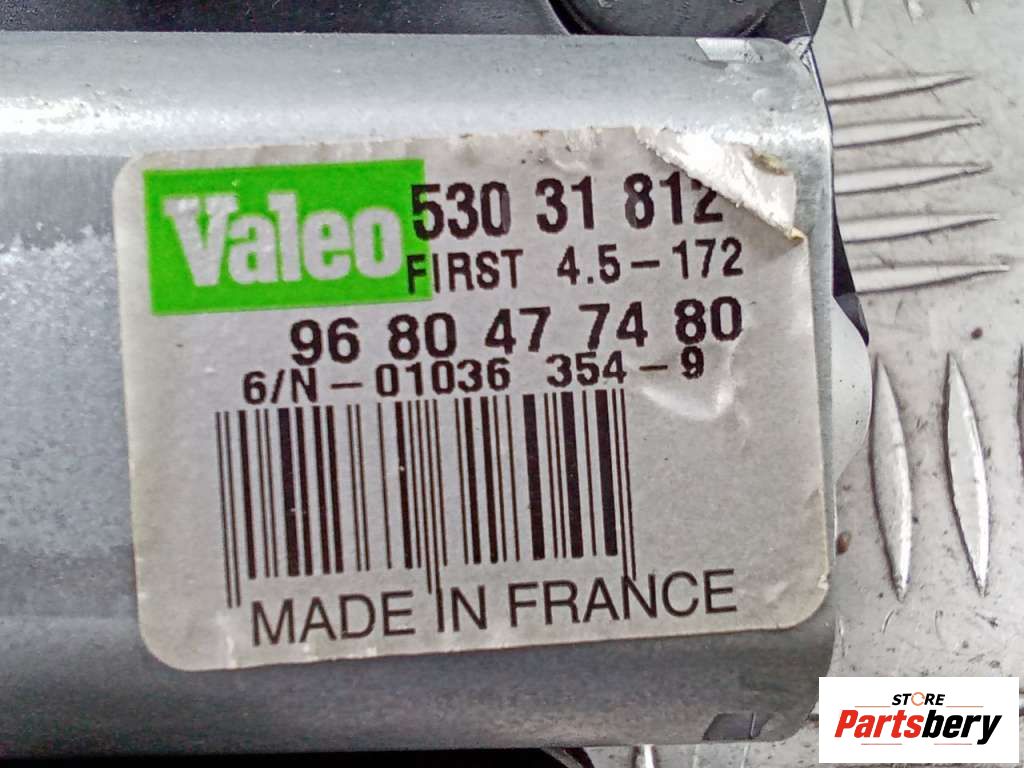 Valeo 530 31 812
FIRST 4.5-172
96 80 47 74 80
6/N-01036 354-9
MADE IN FRANCE
STORE
Partsbery